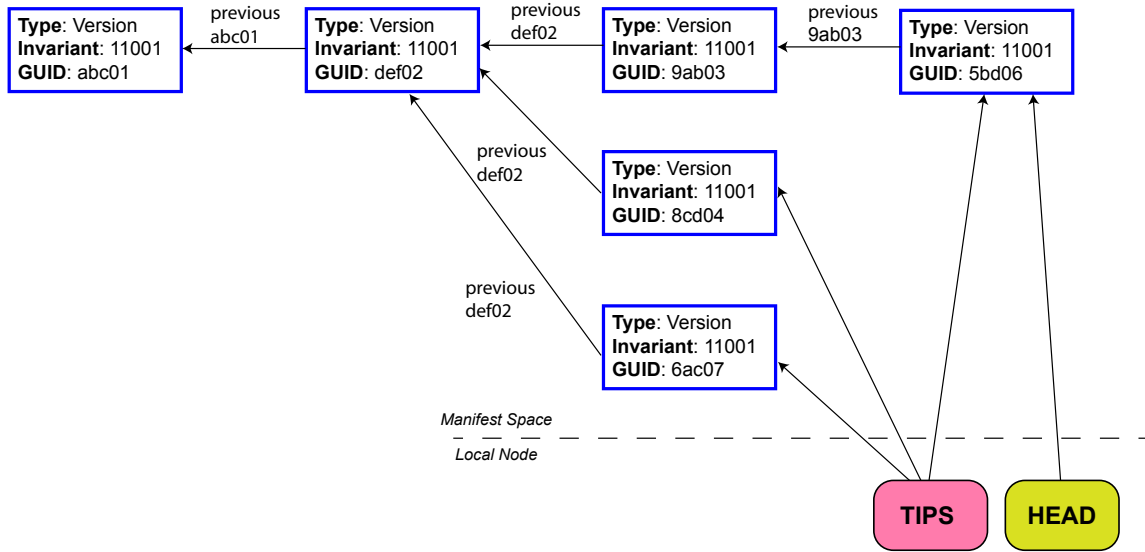 Type: Version
Invariant: 11001
GUID: abc01
previous
abc01
Type: Version
Invariant: 11001
GUID: def02
previous
def02
Type: Version
Invariant: 11001
GUID: 9ab03
previous
9ab03
Type: Version
Invariant: 11001
GUID: 5bd06
previous
def02
Type: Version
Invariant: 11001
GUID: 8cd04
previous
def02
Type: Version
Invariant: 11001
GUID: 6ac07
Manifest Space
Local Node
TIPS
HEAD